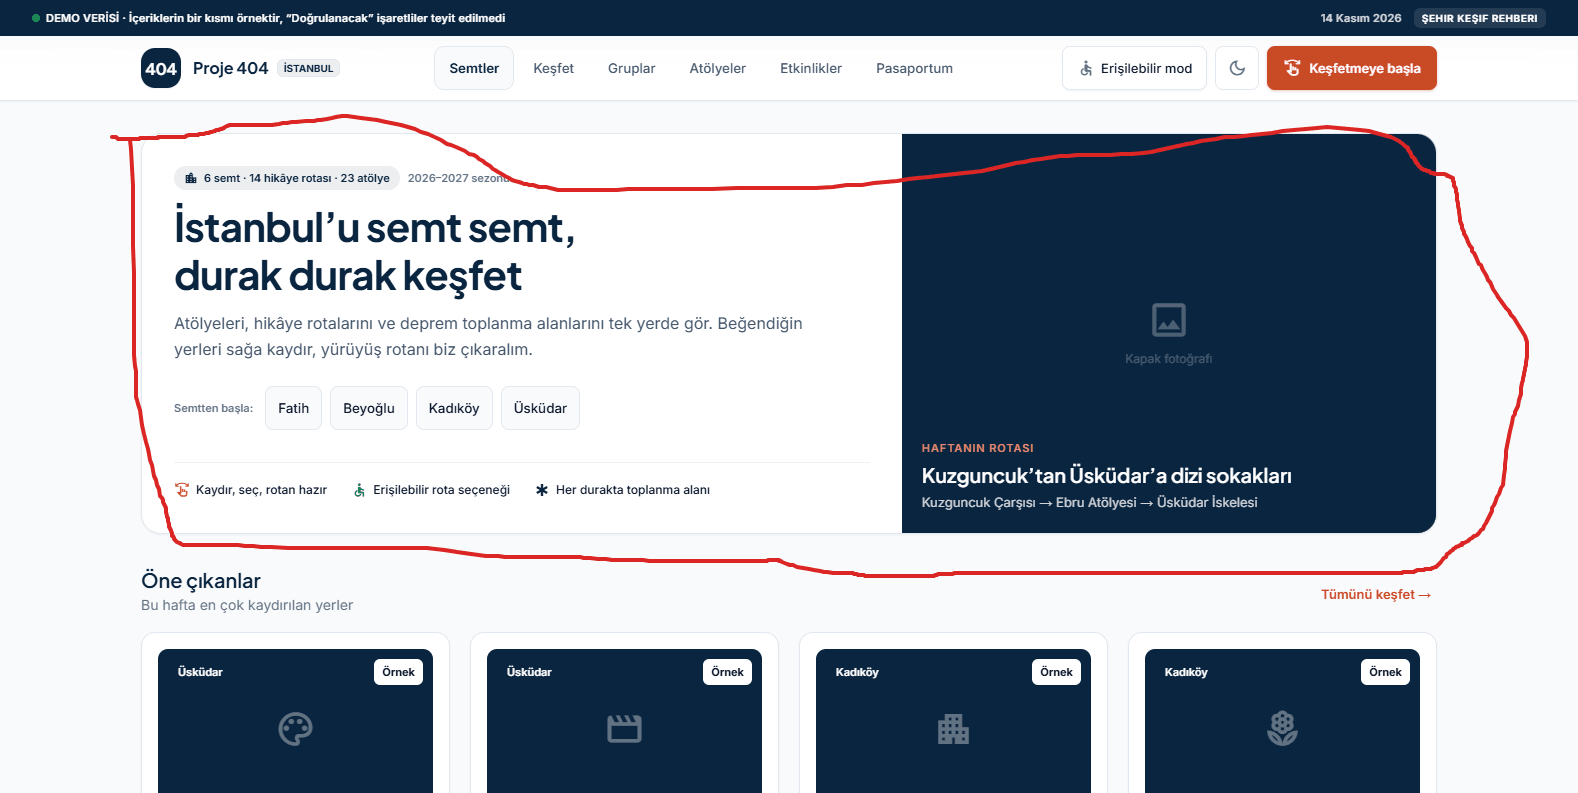 DEMO VERİSİ · İçeriklerin bir kısmı örnektir, “Doğrulanacak” işaretliler teyit edilmedi
14 Kasım 2026 ŞEHIR KEŞIF REHBERI
404 Proje 404 İSTANBUL
Semtler Keşfet Gruplar Atölyeler Etkinlikler Pasaportum
Erişilebilir mod
Keşfetmeye başla
6 semt · 14 hikâye rotası · 23 atölye 2026–2027 sezonu
İstanbul’u semt semt,
durak durak keşfet
Atölyeleri, hikâye rotalarını ve deprem toplanma alanlarını tek yerde gör. Beğendiğin
yerleri sağa kaydır, yürüyüş rotanı biz çıkaralım.
Semtten başla: Fatih Beyoğlu Kadıköy Üsküdar
Kaydır, seç, rotan hazır Erişilebilir rota seçeneği Her durakta toplanma alanı
Kapak fotoğrafı
HAFTANIN ROTASI
Kuzguncuk’tan Üsküdar’a dizi sokakları
Kuzguncuk Çarşısı → Ebru Atölyesi → Üsküdar İskelesi
Öne çıkanlar
Bu hafta en çok kaydırılan yerler
Tümünü keşfet →
Üsküdar Örnek
Üsküdar Örnek
Kadıköy Örnek
Kadıköy Örnek